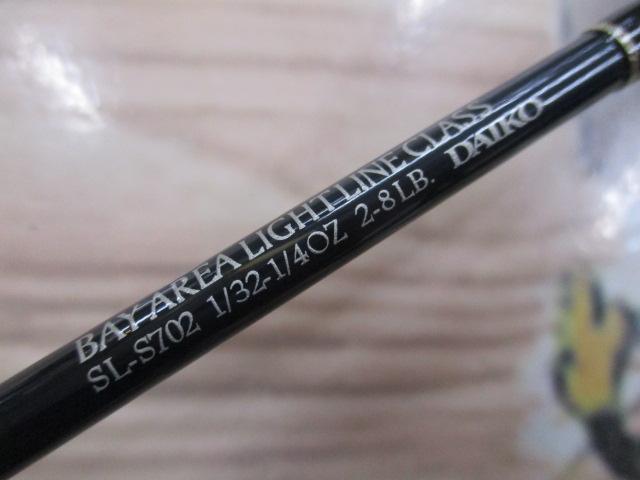 BAY AREA LIGHT LINE CLASS
SL-S702 1/32-1/4OZ 2-8LB. DAIKO